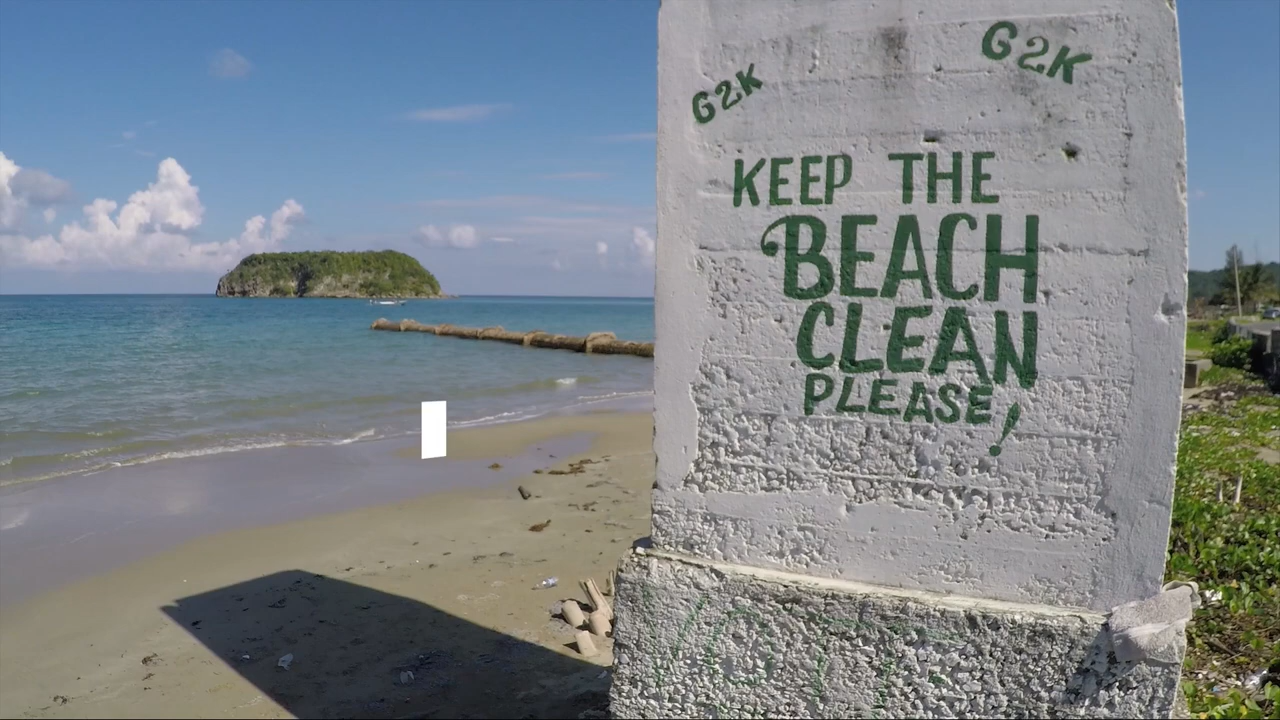 G2K
G2K
KEEP THE
BEACH
CLEAN
PLEASE!